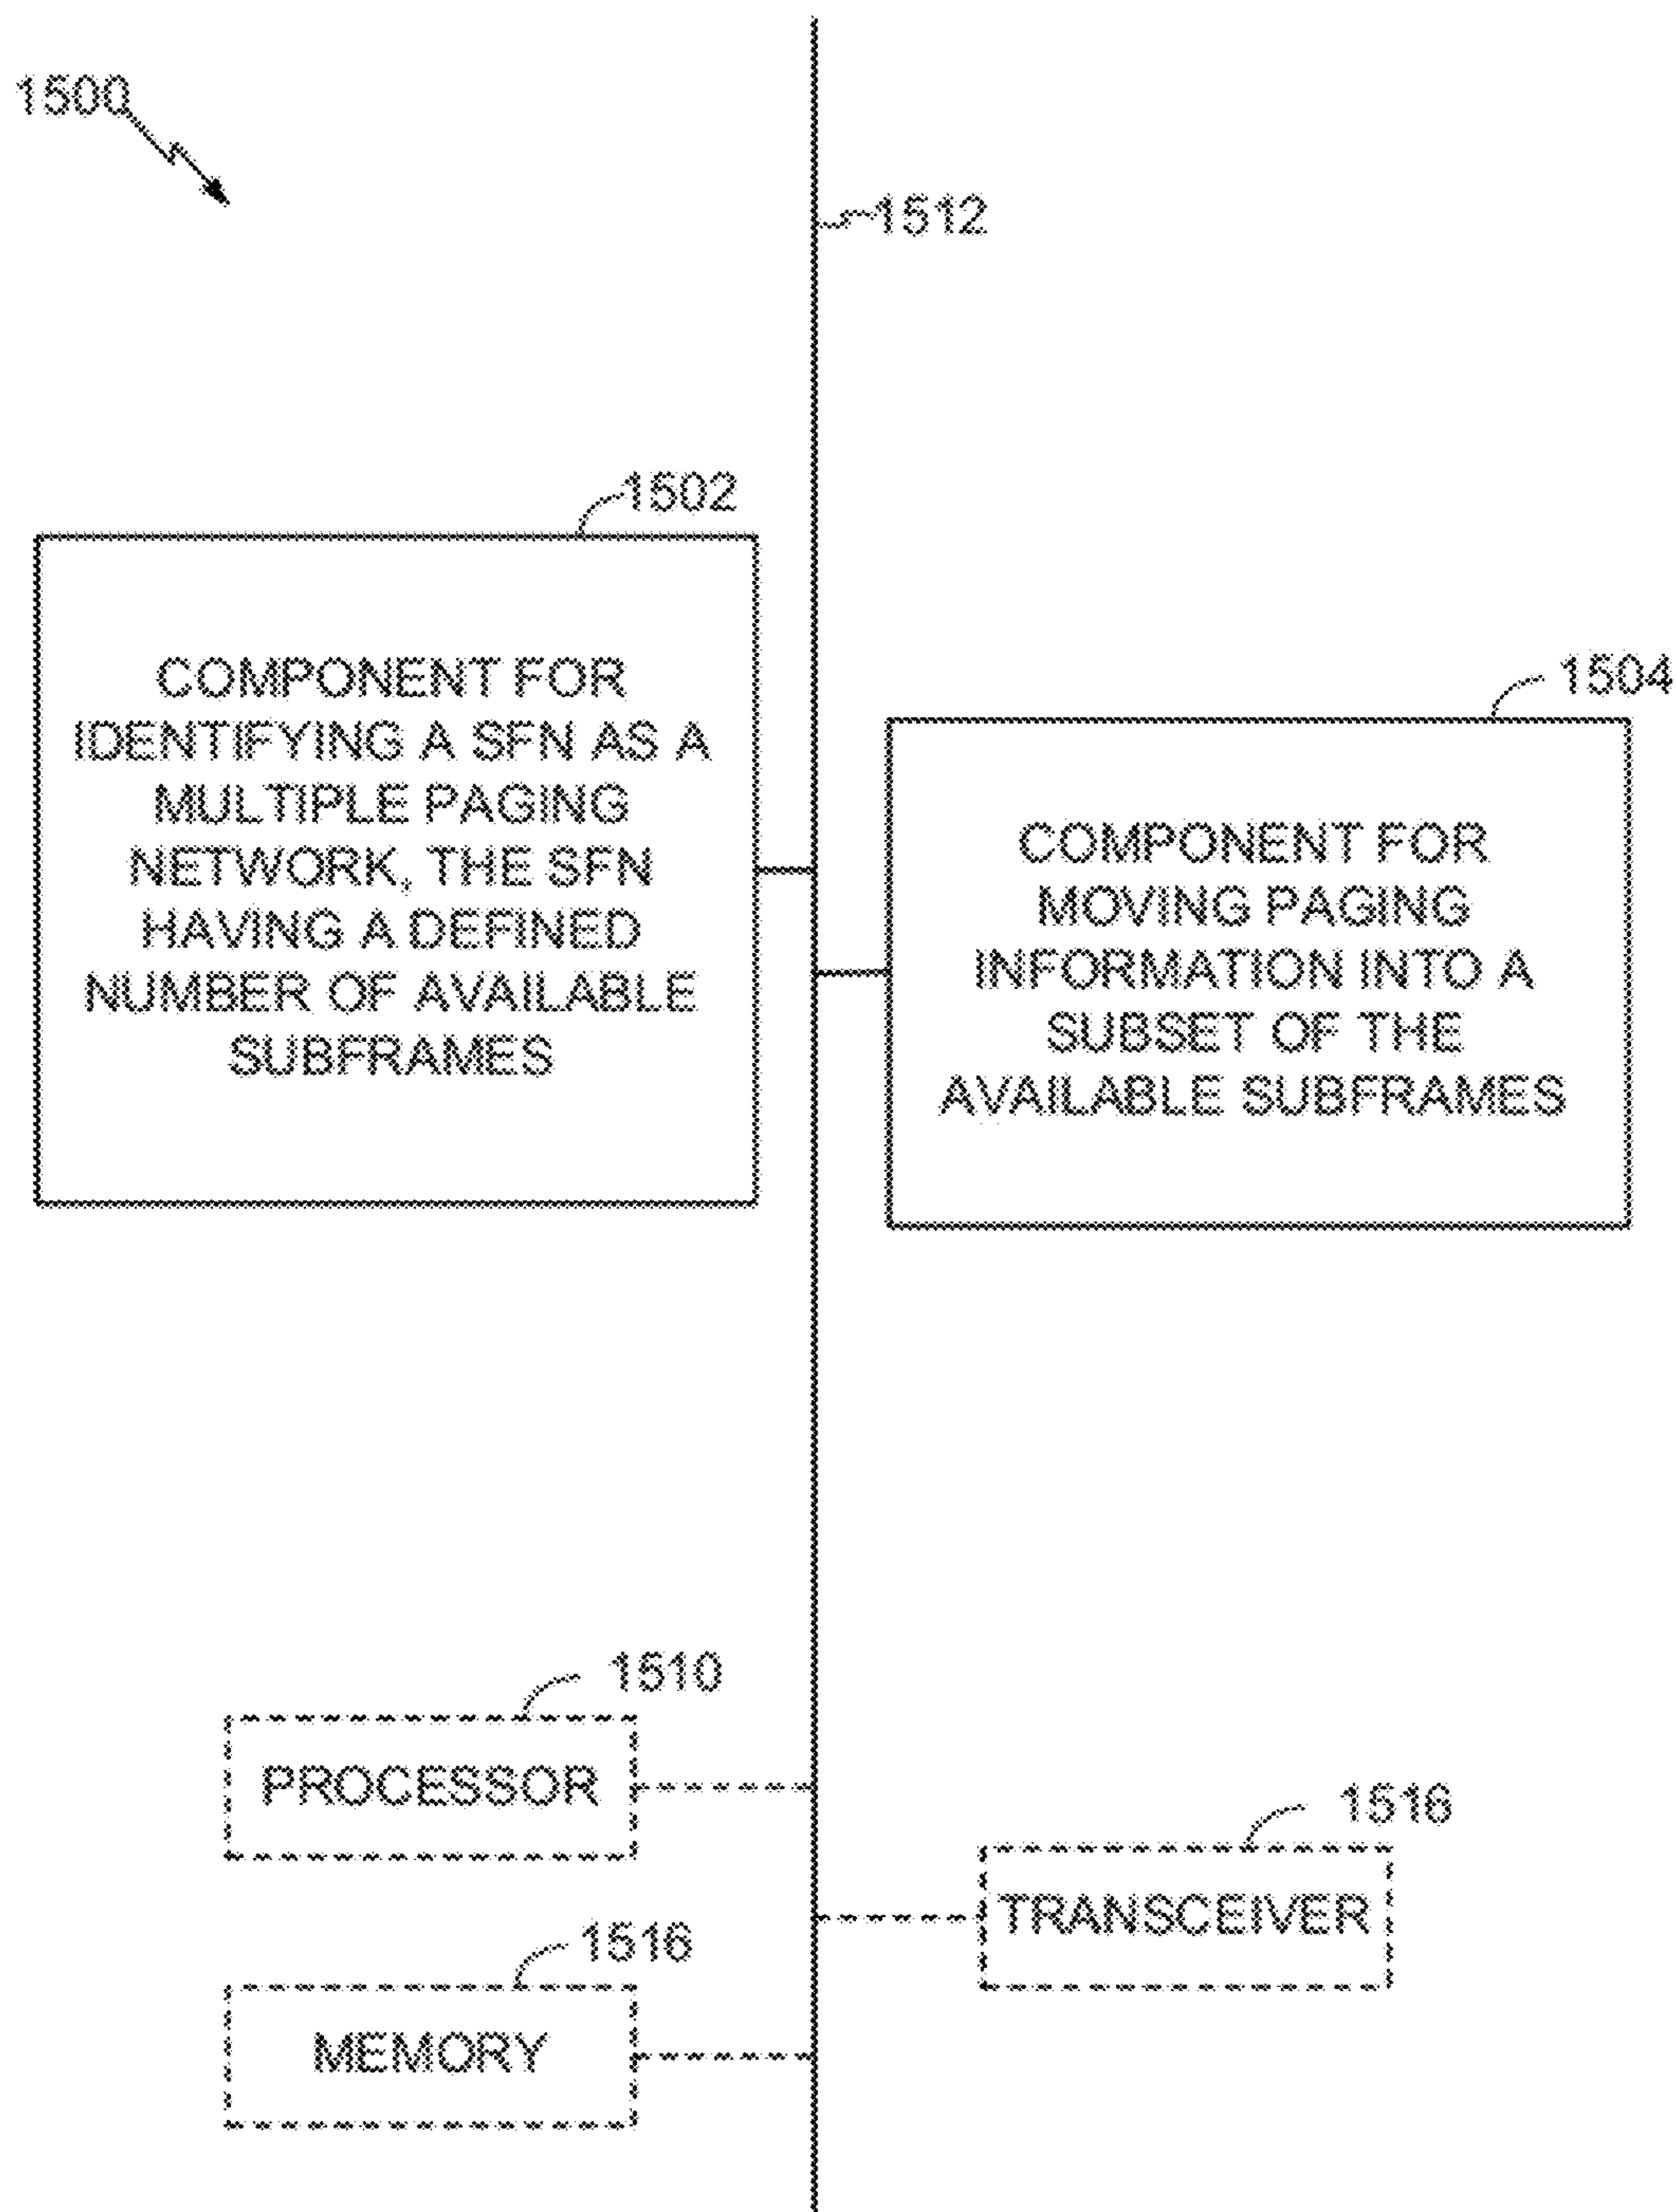 1500
1512
1502
COMPONENT FOR
IDENTIFYING A SFN AS A
MULTIPLE PAGING
NETWORK, THE SFN
HAVING A DEFINED
NUMBER OF AVAILABLE
SUBFRAMES
1504
COMPONENT FOR
MOVING PAGING
INFORMATION INTO A
SUBSET OF THE
AVAILABLE SUBFRAMES
1510
PROCESSOR
1516
TRANSCEIVER
1516
MEMORY